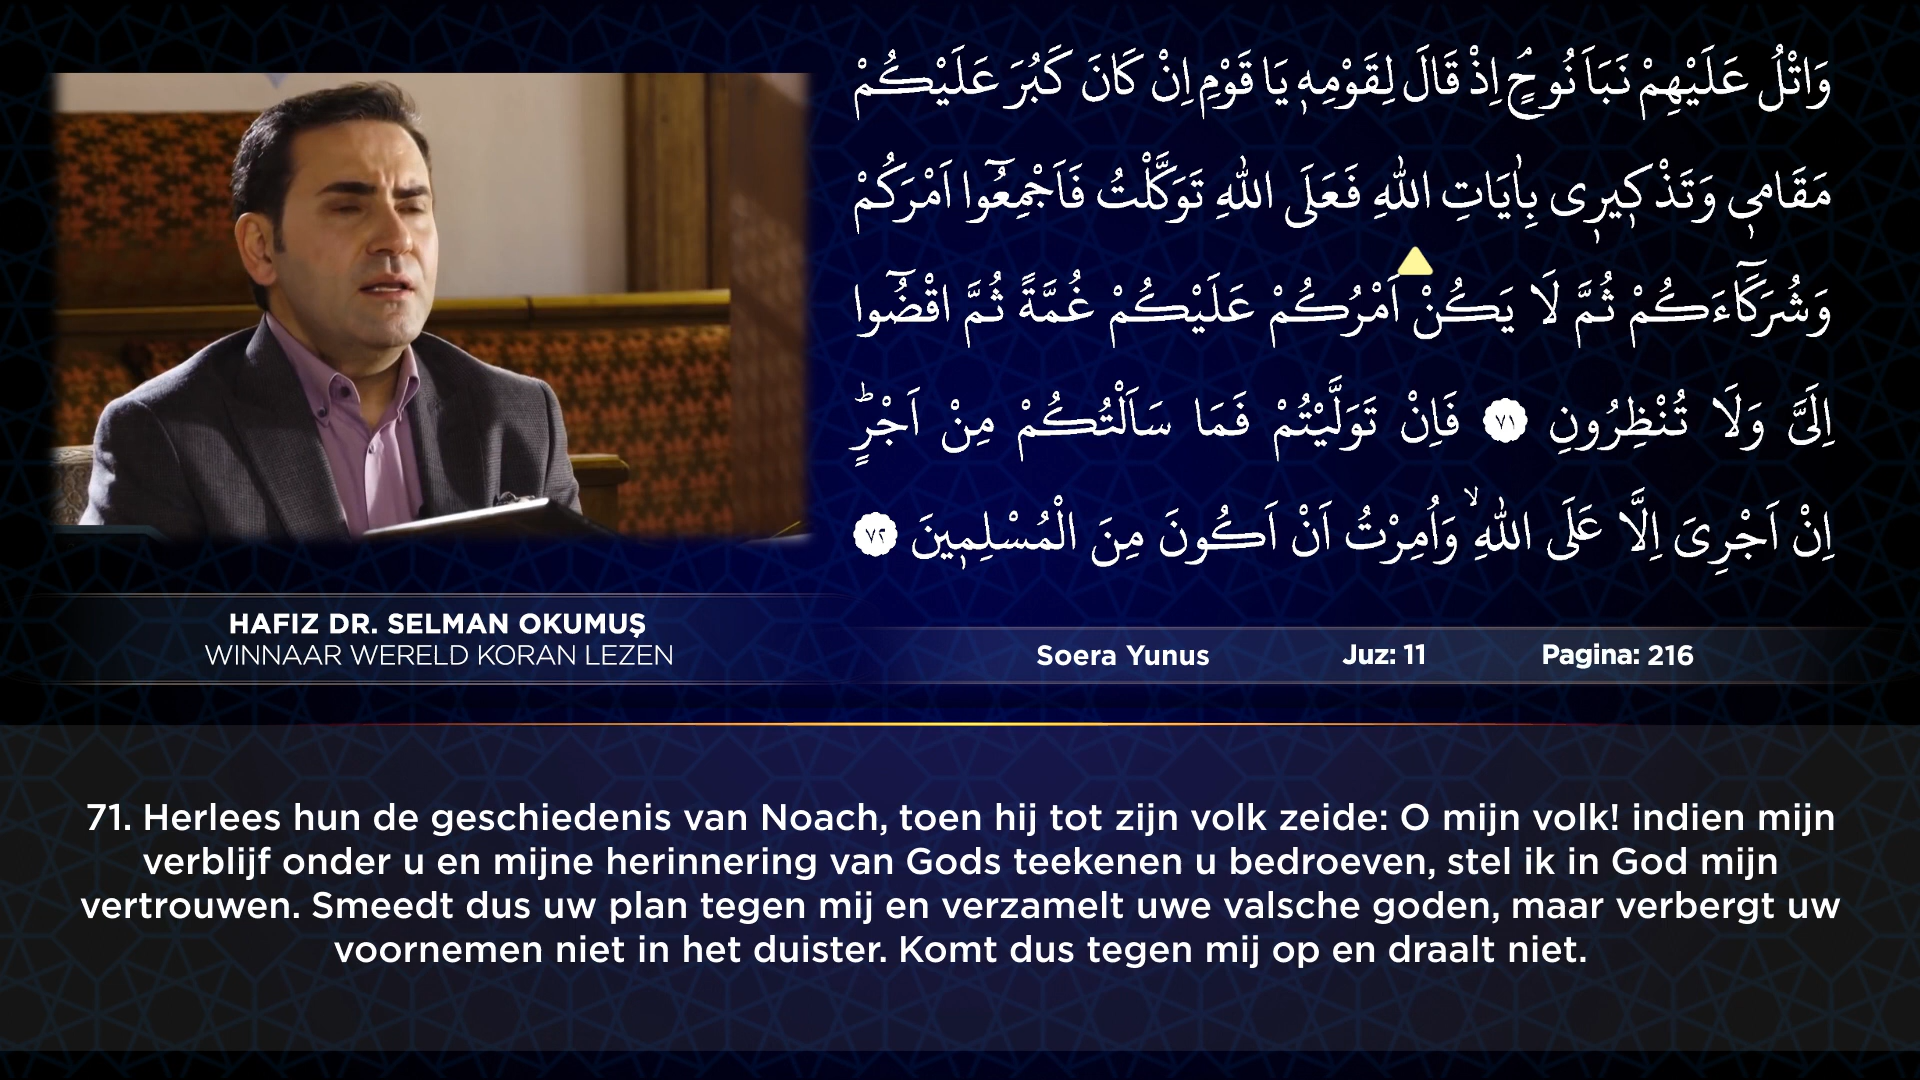 وَاتْلُ عَلَيْهِمْ نَبَاَ نُوحٍۢ اِذْ قَالَ لِقَوْمِه۪ يَا قَوْمِ اِنْ كَانَ كَبُرَ عَلَيْكُمْ
مَقَام۪ي وَتَذْك۪ير۪ي بِاٰيَاتِ اللّٰهِ فَعَلَى اللّٰهِ تَوَكَّلْتُ فَاَجْمِعُٓوا اَمْرَكُمْ
وَشُرَكَٓاءَكُمْ ثُمَّ لَا يَكُنْ اَمْرُكُمْ عَلَيْكُمْ غُمَّةً ثُمَّ اقْضُٓوا
اِلَيَّ وَلَا تُنْظِرُونِ ﴿٧١﴾ فَاِنْ تَوَلَّيْتُمْ فَمَا سَاَلْتُكُمْ مِنْ اَجْرٍۜ
اِنْ اَجْرِيَ اِلَّا عَلَى اللّٰهِۙ وَاُمِرْتُ اَنْ اَكُونَ مِنَ الْمُسْلِم۪ينَ ﴿٧٢﴾
HAFIZ DR. SELMAN OKUMUŞ
WINNAAR WERELD KORAN LEZEN
Soera Yunus Juz: 11 Pagina: 216
71. Herlees hun de geschiedenis van Noach, toen hij tot zijn volk zeide: O mijn volk! indien mijn
verblijf onder u en mijne herinnering van Gods teekenen u bedroeven, stel ik in God mijn
vertrouwen. Smeedt dus uw plan tegen mij en verzamelt uwe valsche goden, maar verbergt uw
voornemen niet in het duister. Komt dus tegen mij op en draalt niet.